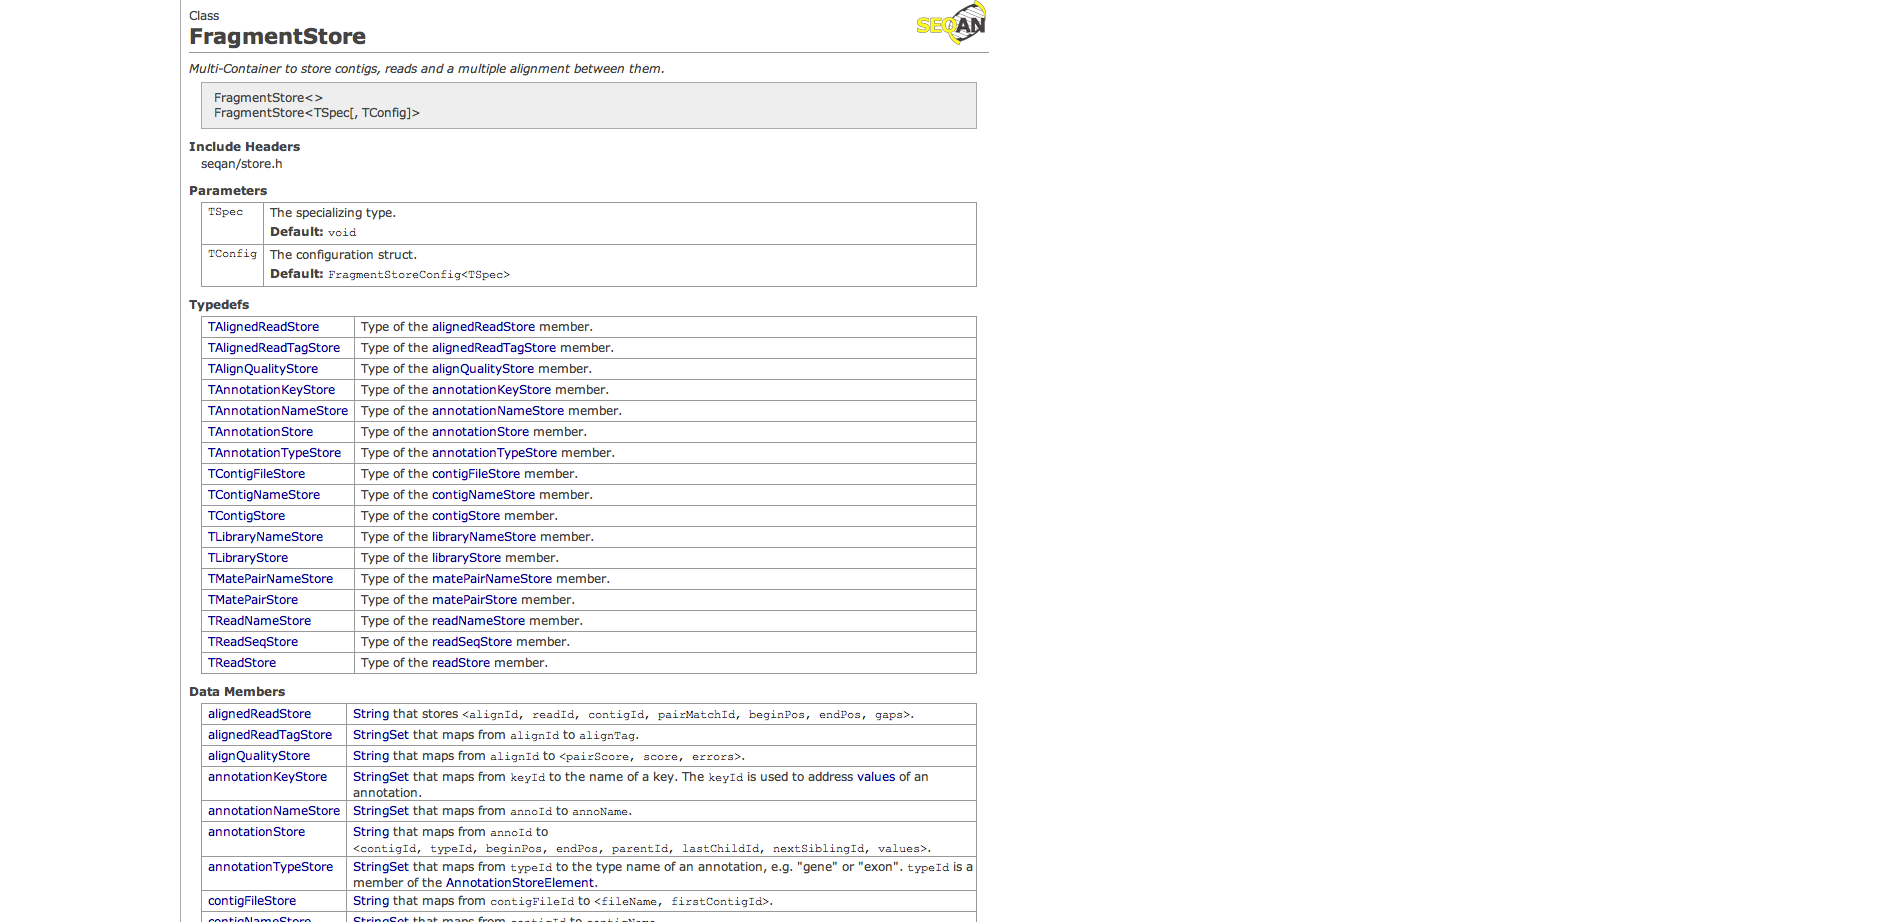 Class
SEQAN
FragmentStore
Multi-Container to store contigs, reads and a multiple alignment between them.
FragmentStore<>
FragmentStore<TSpec[, TConfig]>
Include Headers
seqan/store.h
Parameters
TSpec The specializing type.
Default: void
TConfig The configuration struct.
Default: FragmentStoreConfig<TSpec>
Typedefs
TAlignedReadStore Type of the alignedReadStore member.
TAlignedReadTagStore Type of the alignedReadTagStore member.
TAlignQualityStore Type of the alignQualityStore member.
TAnnotationKeyStore Type of the annotationKeyStore member.
TAnnotationNameStore Type of the annotationNameStore member.
TAnnotationStore Type of the annotationStore member.
TAnnotationTypeStore Type of the annotationTypeStore member.
TContigFileStore Type of the contigFileStore member.
TContigNameStore Type of the contigNameStore member.
TContigStore Type of the contigStore member.
TLibraryNameStore Type of the libraryNameStore member.
TLibraryStore Type of the libraryStore member.
TMatePairNameStore Type of the matePairNameStore member.
TMatePairStore Type of the matePairStore member.
TReadNameStore Type of the readNameStore member.
TReadSeqStore Type of the readSeqStore member.
TReadStore Type of the readStore member.
Data Members
alignedReadStore String that stores <alignId, readId, contigId, pairMatchId, beginPos, endPos, gaps>.
alignedReadTagStore StringSet that maps from alignId to alignTag.
alignQualityStore String that maps from alignId to <pairScore, score, errors>.
annotationKeyStore StringSet that maps from keyId to the name of a key. The keyId is used to address values of an
annotation.
annotationNameStore StringSet that maps from annoId to annoName.
annotationStore String that maps from annoId to
<contigId, typeId, beginPos, endPos, parentId, lastChildId, nextSiblingId, values>.
annotationTypeStore StringSet that maps from typeId to the type name of an annotation, e.g. "gene" or "exon". typeId is a
member of the AnnotationStoreElement.
contigFileStore String that maps from contigFileId to <fileName, firstContigId>.
contigNameStore StringSet that maps from contigId to contigName.